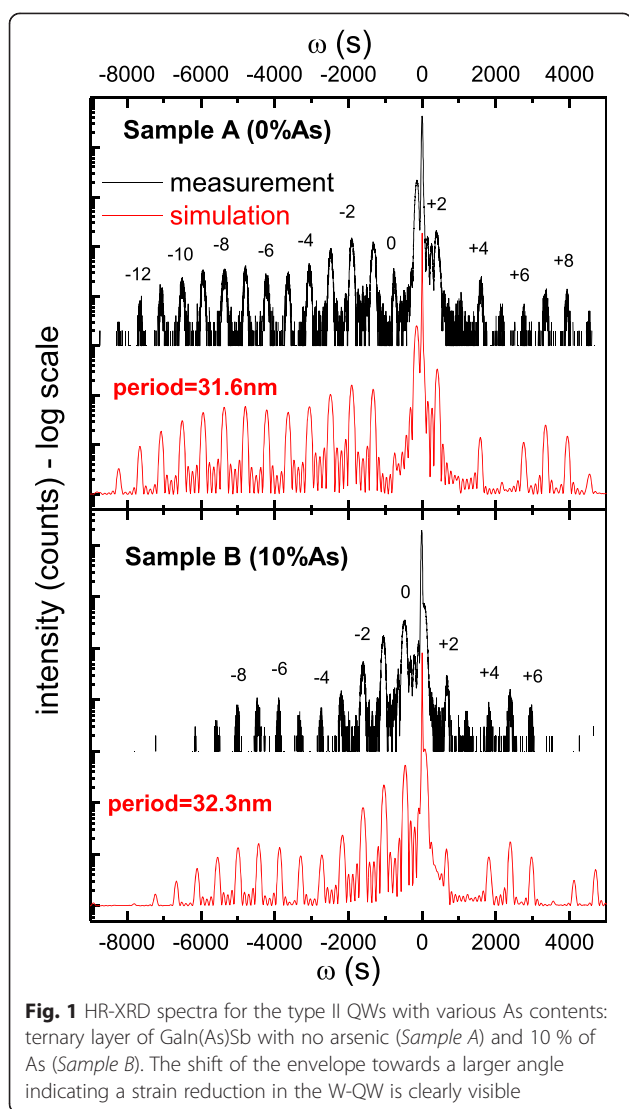 ω (s)
-8000 -6000 -4000 -2000 0 2000 4000
Sample A (0%As)
measurement
simulation
-12 -10 -8 -6 -4 -2 0 +2 +4 +6 +8
period=31.6nm
intensity (counts) - log scale
Sample B (10%As)
-8 -6 -4 -2 0 +2 +4 +6
period=32.3nm
-8000 -6000 -4000 -2000 0 2000 4000
ω (s)
Fig. 1 HR-XRD spectra for the type II QWs with various As contents:
ternary layer of GaIn(As)Sb with no arsenic (Sample A) and 10 % of
As (Sample B). The shift of the envelope towards a larger angle
indicating a strain reduction in the W-QW is clearly visible